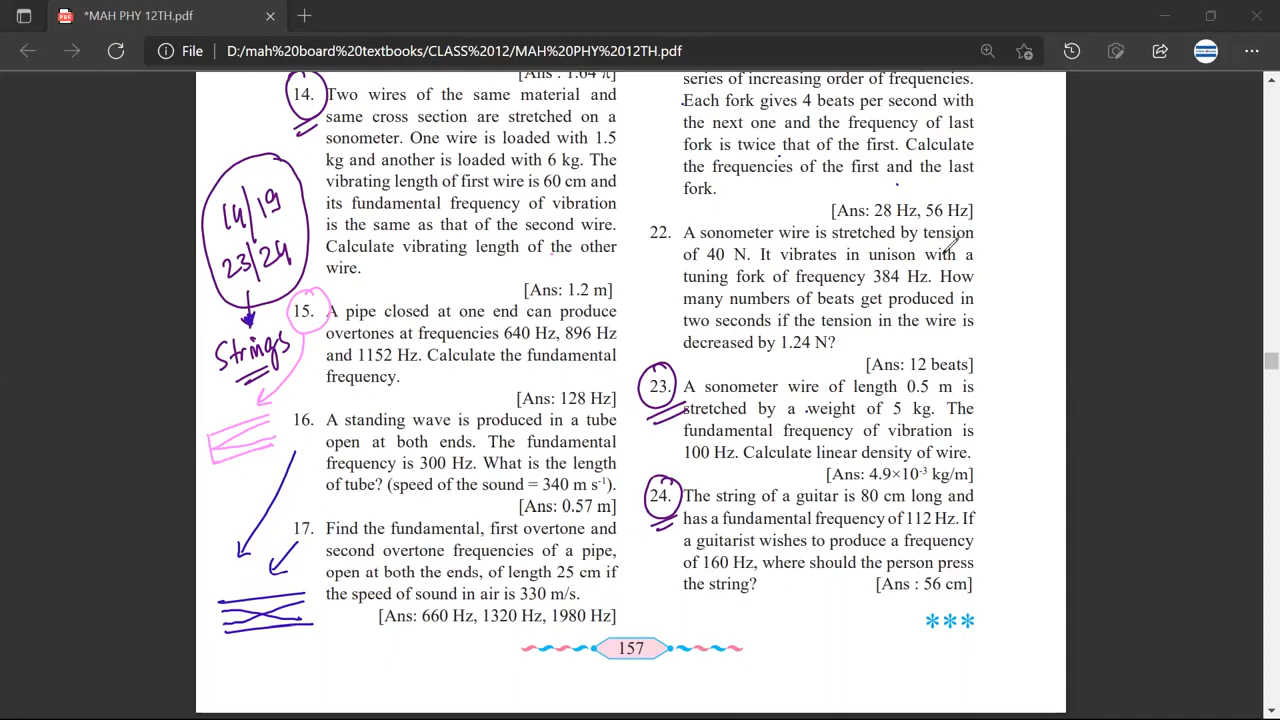 *MAH PHY 12TH.pdf
File D:/mah%20board%20textbooks/CLASS%2012/MAH%20PHY%2012TH.pdf
[Ans : 1.64 π]
14. Two wires of the same material and
same cross section are stretched on a
sonometer. One wire is loaded with 1.5
kg and another is loaded with 6 kg. The
vibrating length of first wire is 60 cm and
its fundamental frequency of vibration
is the same as that of the second wire.
Calculate vibrating length of the other
wire.
[Ans: 1.2 m]
15. A pipe closed at one end can produce
overtones at frequencies 640 Hz, 896 Hz
and 1152 Hz. Calculate the fundamental
frequency.
[Ans: 128 Hz]
16. A standing wave is produced in a tube
open at both ends. The fundamental
frequency is 300 Hz. What is the length
of tube? (speed of the sound = 340 m s⁻¹).
[Ans: 0.57 m]
17. Find the fundamental, first overtone and
second overtone frequencies of a pipe,
open at both the ends, of length 25 cm if
the speed of sound in air is 330 m/s.
[Ans: 660 Hz, 1320 Hz, 1980 Hz]
14/19
23/24
Strings
series of increasing order of frequencies.
Each fork gives 4 beats per second with
the next one and the frequency of last
fork is twice that of the first. Calculate
the frequencies of the first and the last
fork.
[Ans: 28 Hz, 56 Hz]
22. A sonometer wire is stretched by tension
of 40 N. It vibrates in unison with a
tuning fork of frequency 384 Hz. How
many numbers of beats get produced in
two seconds if the tension in the wire is
decreased by 1.24 N?
[Ans: 12 beats]
23. A sonometer wire of length 0.5 m is
stretched by a weight of 5 kg. The
fundamental frequency of vibration is
100 Hz. Calculate linear density of wire.
[Ans: 4.9×10⁻³ kg/m]
24. The string of a guitar is 80 cm long and
has a fundamental frequency of 112 Hz. If
a guitarist wishes to produce a frequency
of 160 Hz, where should the person press
the string? [Ans : 56 cm]
***
157